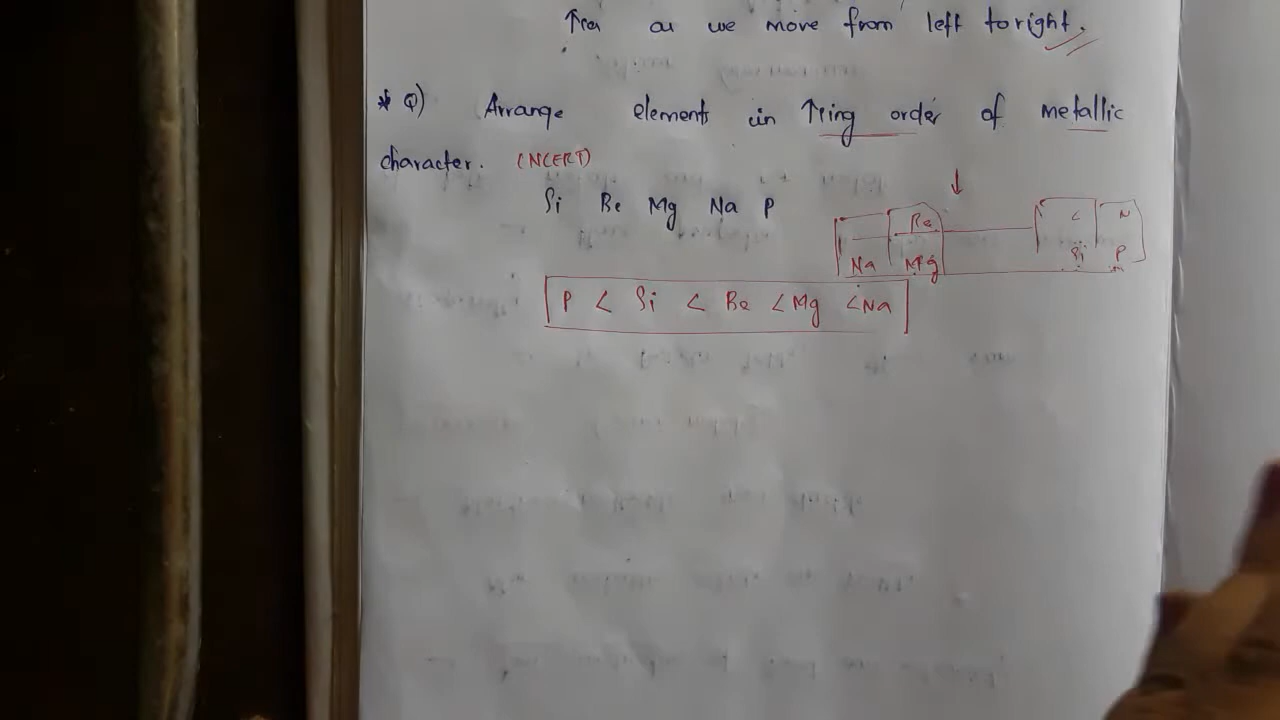 ↑ses as we move from left to right.
* Q) Arrange elements in ↑sing order of metallic
character. (NCERT)
Si Be Mg Na P
Be C N
Na Mg Si P
P < Si < Be < Mg < Na